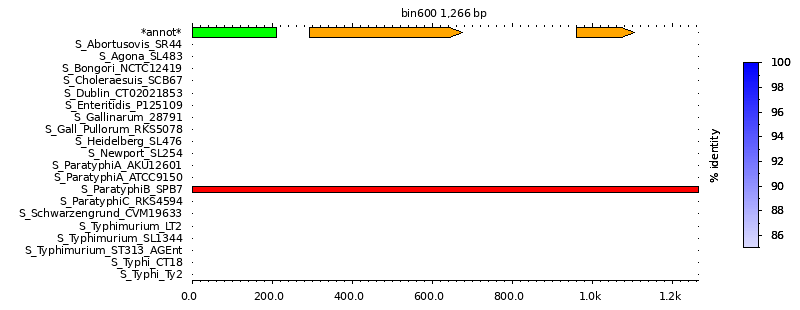 bin600 1,266 bp
*annot*
S_Abortusovis_SR44
S_Agona_SL483
S_Bongori_NCTC12419
S_Choleraesuis_SCB67
S_Dublin_CT02021853
S_Enteritidis_P125109
S_Gallinarum_28791
S_Gall_Pullorum_RKS5078
S_Heidelberg_SL476
S_Newport_SL254
S_ParatyphiA_AKU12601
S_ParatyphiA_ATCC9150
S_ParatyphiB_SPB7
S_ParatyphiC_RKS4594
S_Schwarzengrund_CVM19633
S_Typhimurium_LT2
S_Typhimurium_SL1344
S_Typhimurium_ST313_AGEnt
S_Typhi_CT18
S_Typhi_Ty2
0.0 200.0 400.0 600.0 800.0 1.0k 1.2k
% identity
100
98
96
94
92
90
88
86